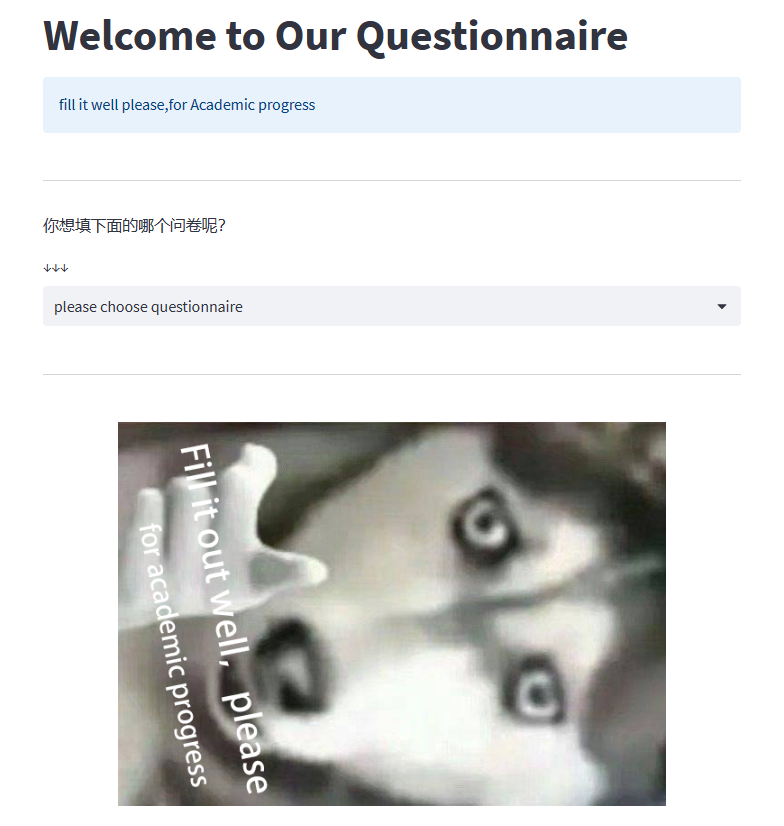 Welcome to Our Questionnaire
fill it well please,for Academic progress
你想填下面的哪个问卷呢?
↓↓↓
please choose questionnaire
Fill it out well, please
for academic progress